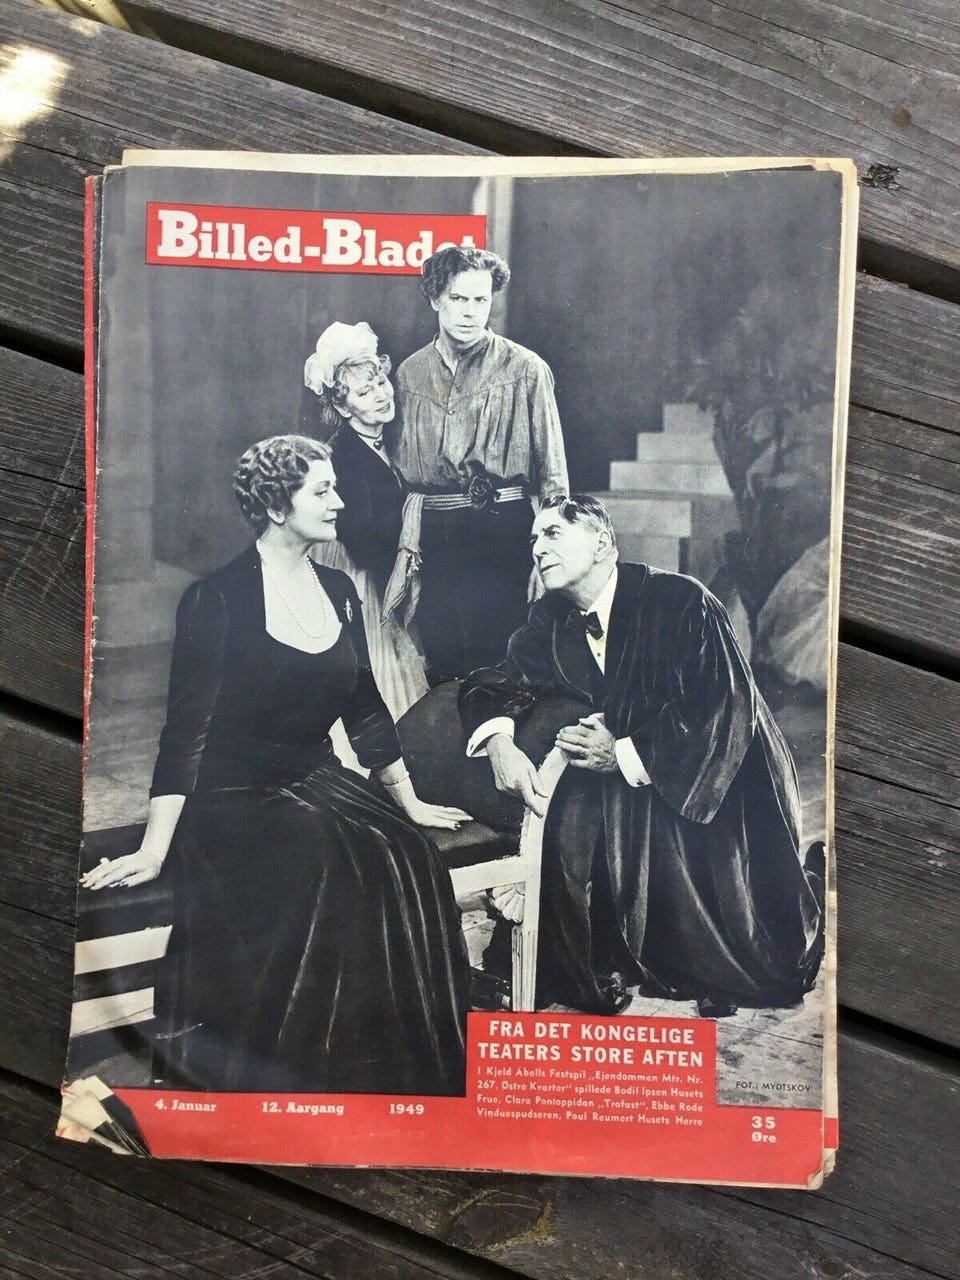 Billed-Bladet
FRA DET KONGELIGE
TEATERS STORE AFTEN
I Kjeld Abells Festspil „Ejendommen Mtr. Nr.
267, Østre Kvarter" spillede Bodil Ipsen Husets
Frue, Clara Pontoppidan „Trofast", Ebbe Rode
Vinduespudseren, Poul Reumert Husets Herre
FOT.: MYDTSKOV
4. Januar 12. Aargang 1949
35
Øre